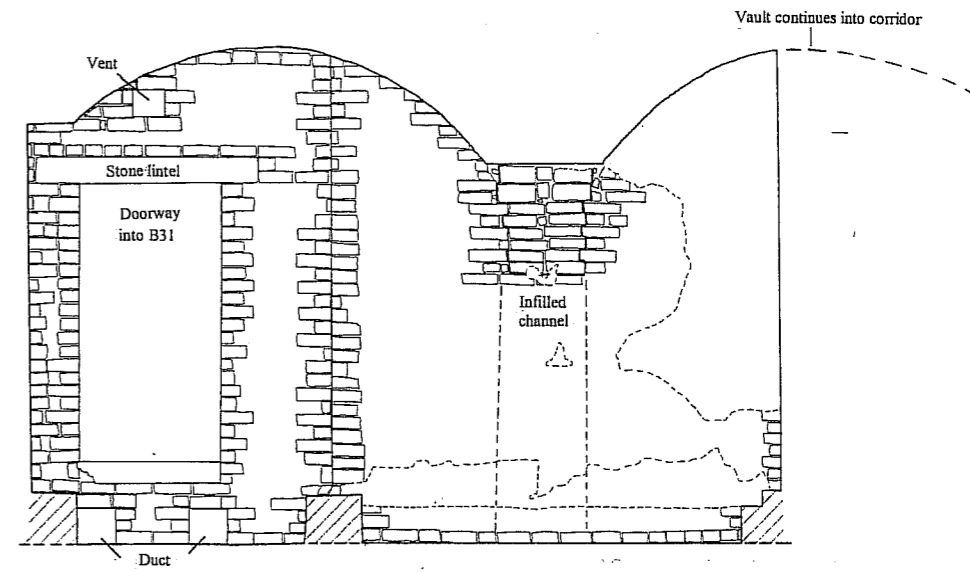 Vault continues into corridor
Vent
Stone lintel
Doorway
into B31
Infilled
channel
Duct